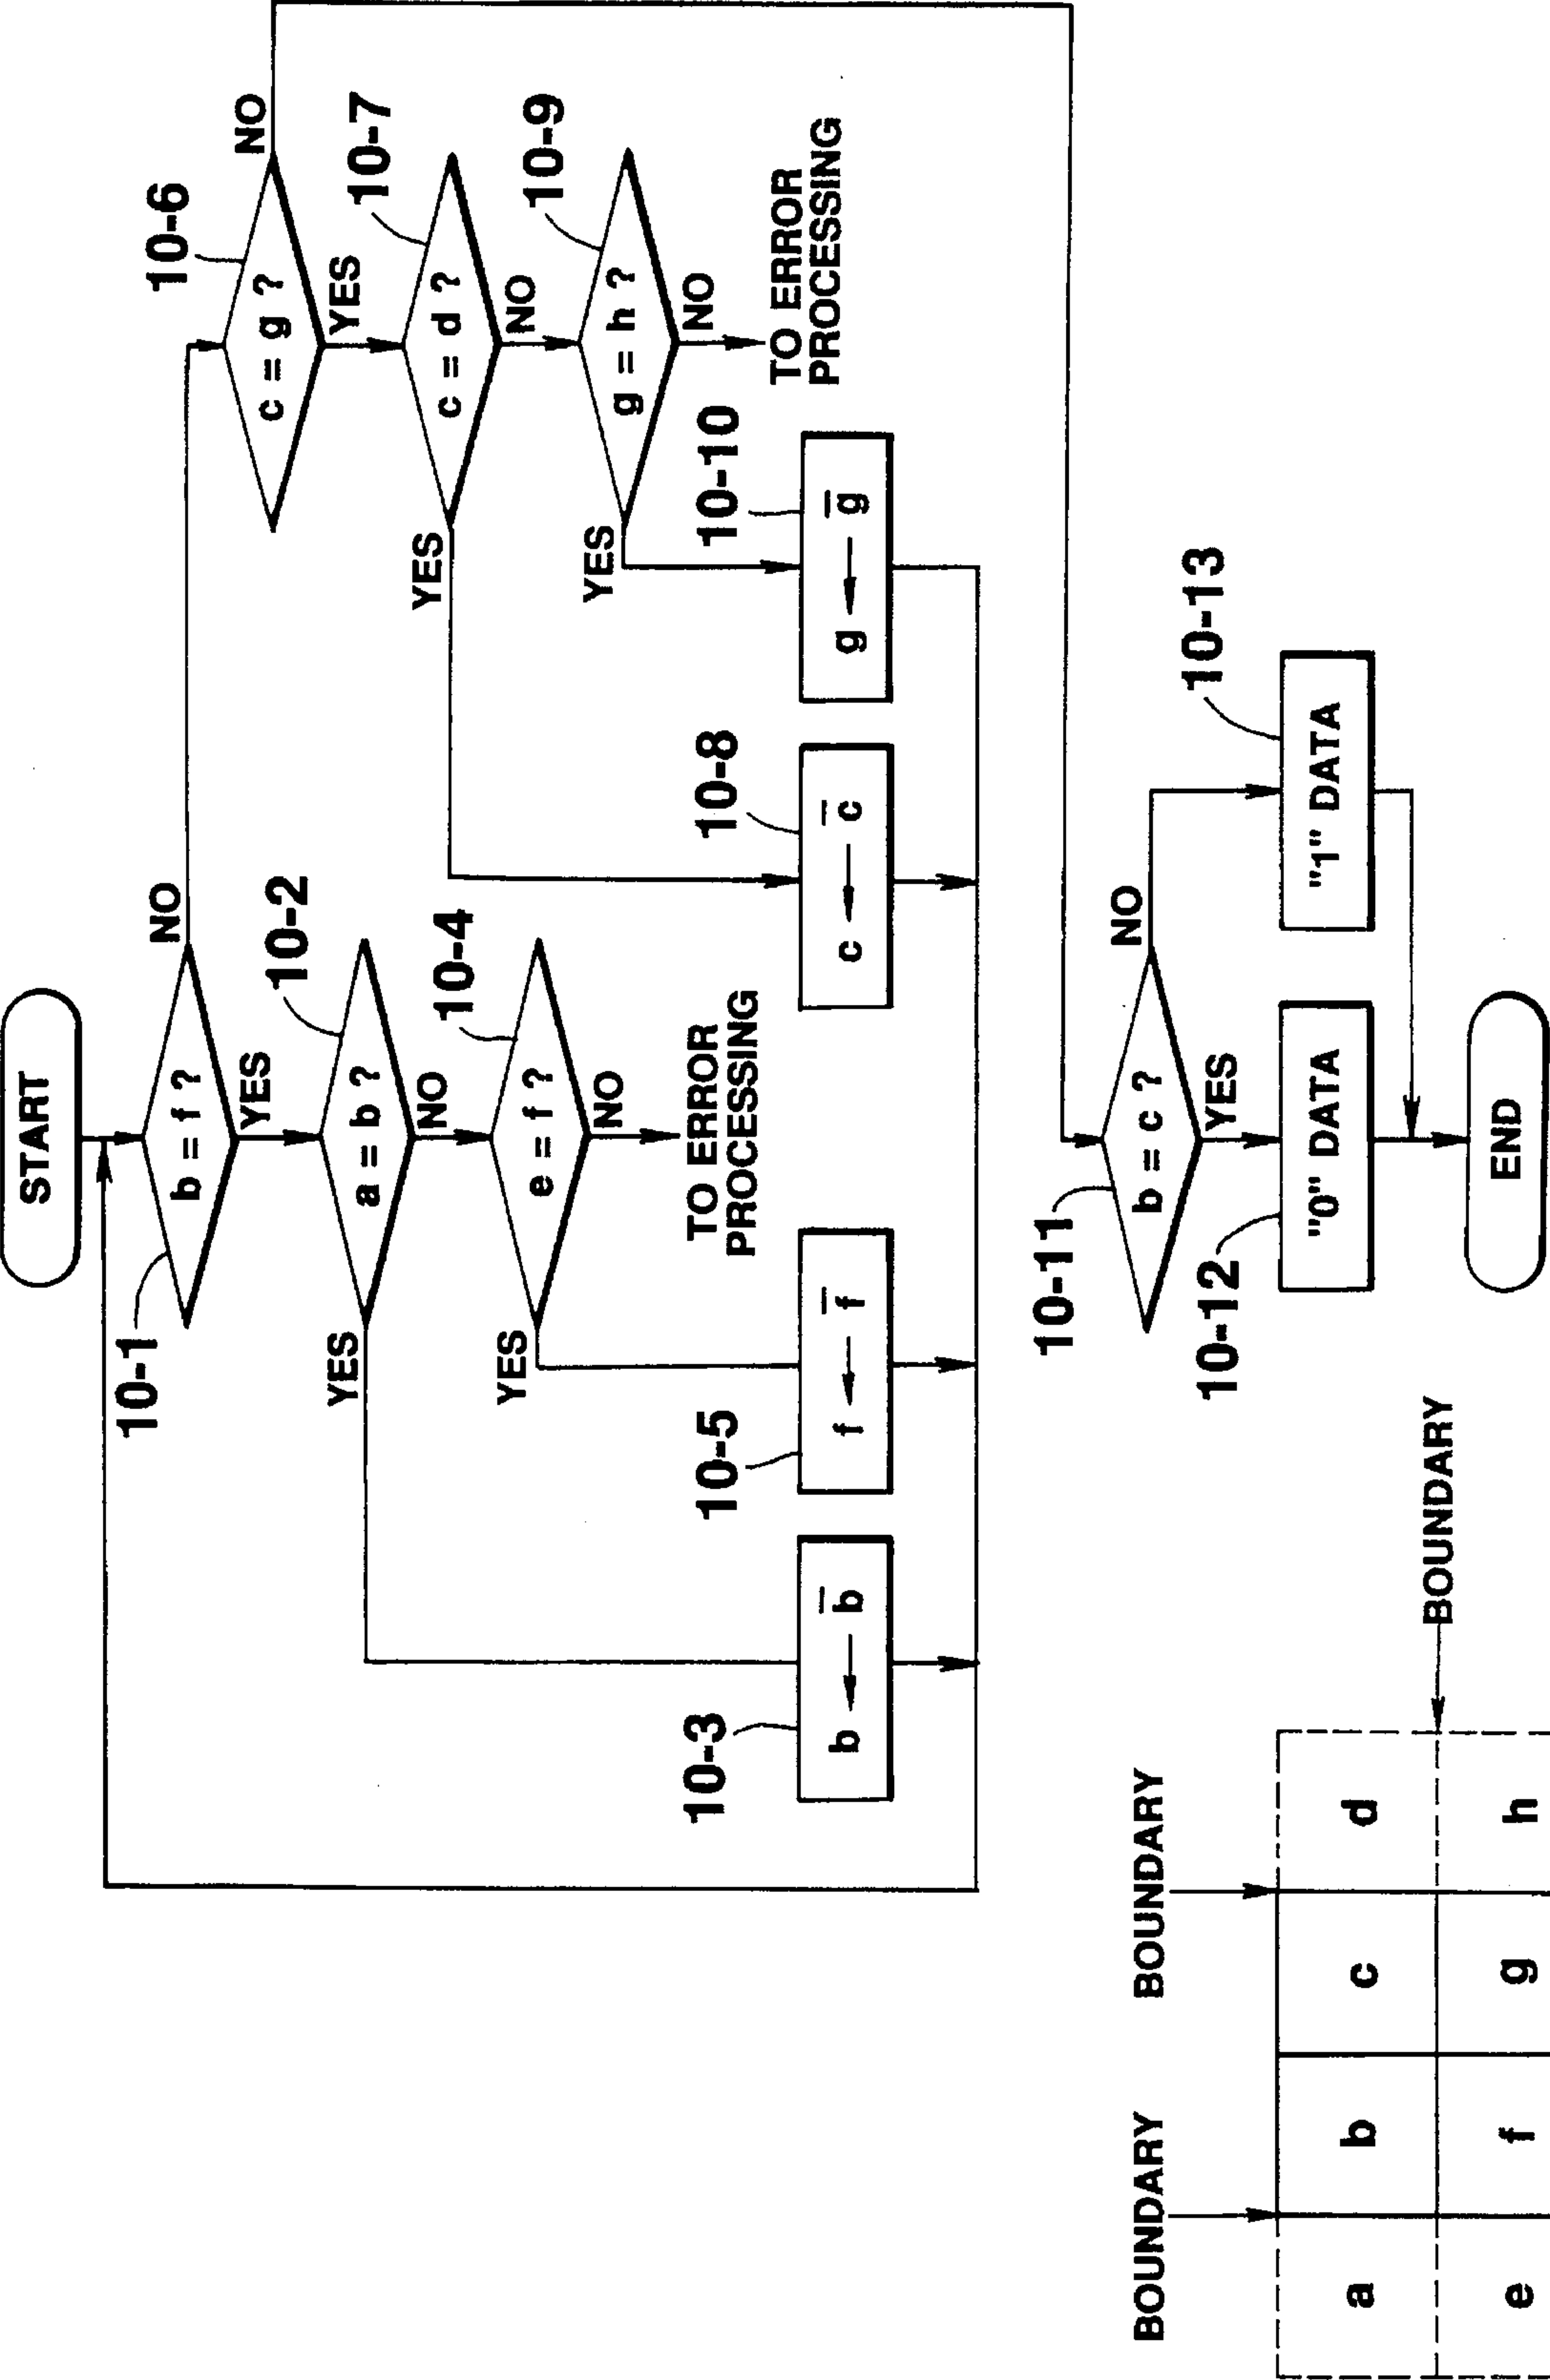 START
10-1
b = f ?
NO
YES
10-2
a = b ?
YES
NO
10-4
e = f ?
YES
NO
TO ERROR
PROCESSING
10-3
b ← b̅
10-5
f ← f̅
10-6
c = g ?
NO
YES
10-7
c = d ?
YES
NO
10-9
g = h ?
YES
NO
TO ERROR
PROCESSING
10-8
c ← c̅
10-10
g ← g̅
10-11
b = c ?
NO
YES
10-12
"0" DATA
10-13
"1" DATA
END
BOUNDARY
BOUNDARY
BOUNDARY
a b c d
e f g h